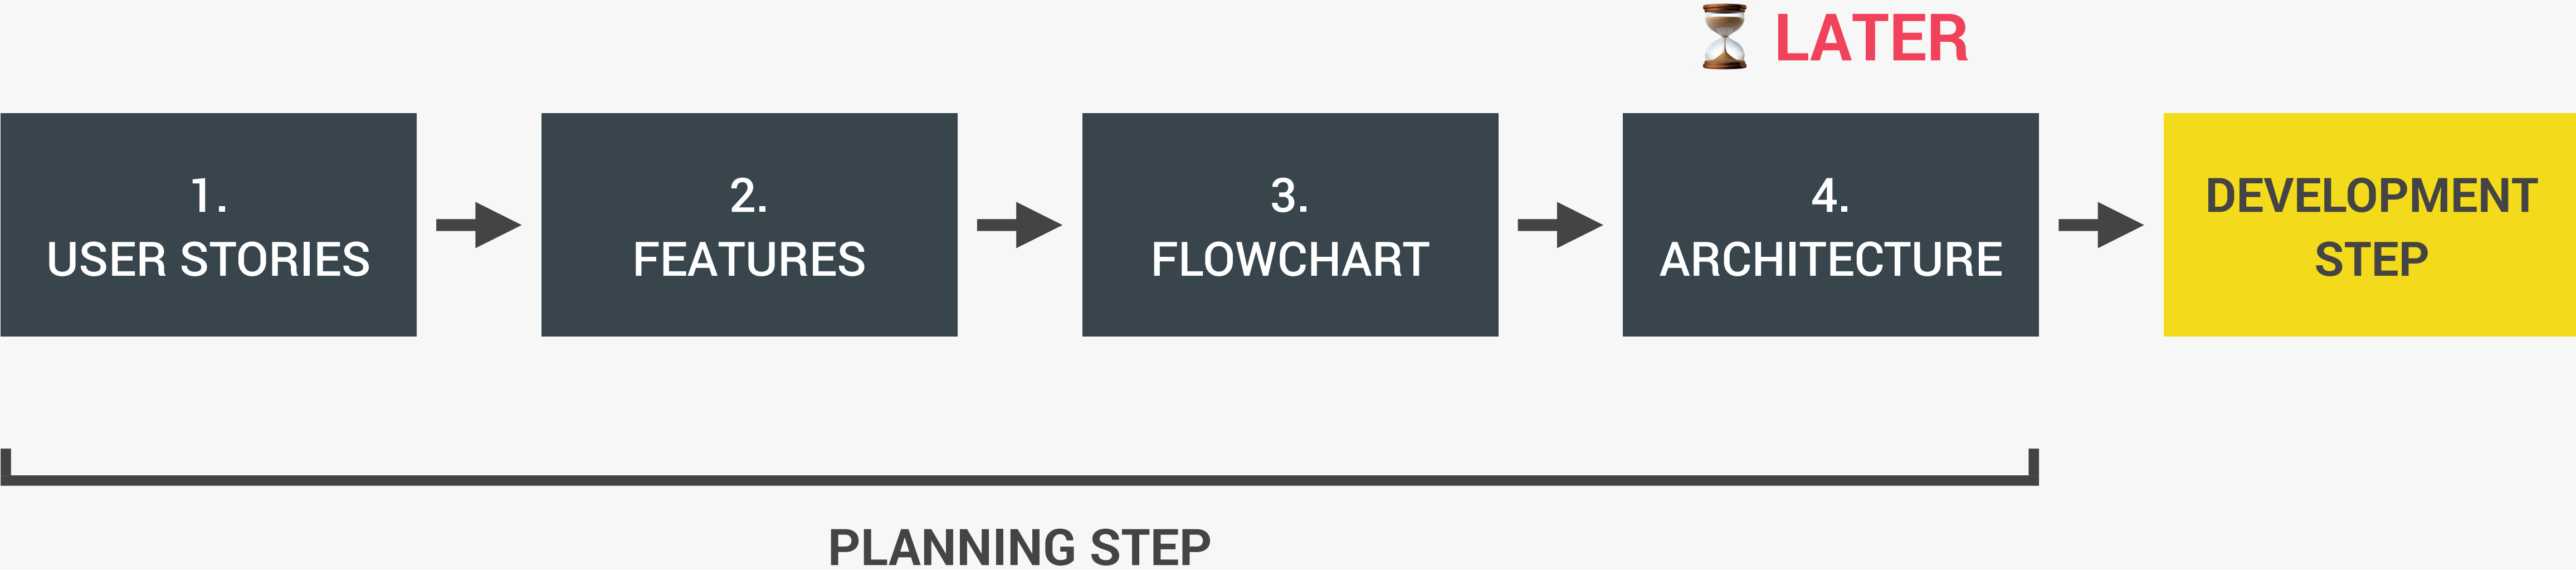 LATER
1.
USER STORIES
2.
FEATURES
3.
FLOWCHART
4.
ARCHITECTURE
DEVELOPMENT
STEP
PLANNING STEP